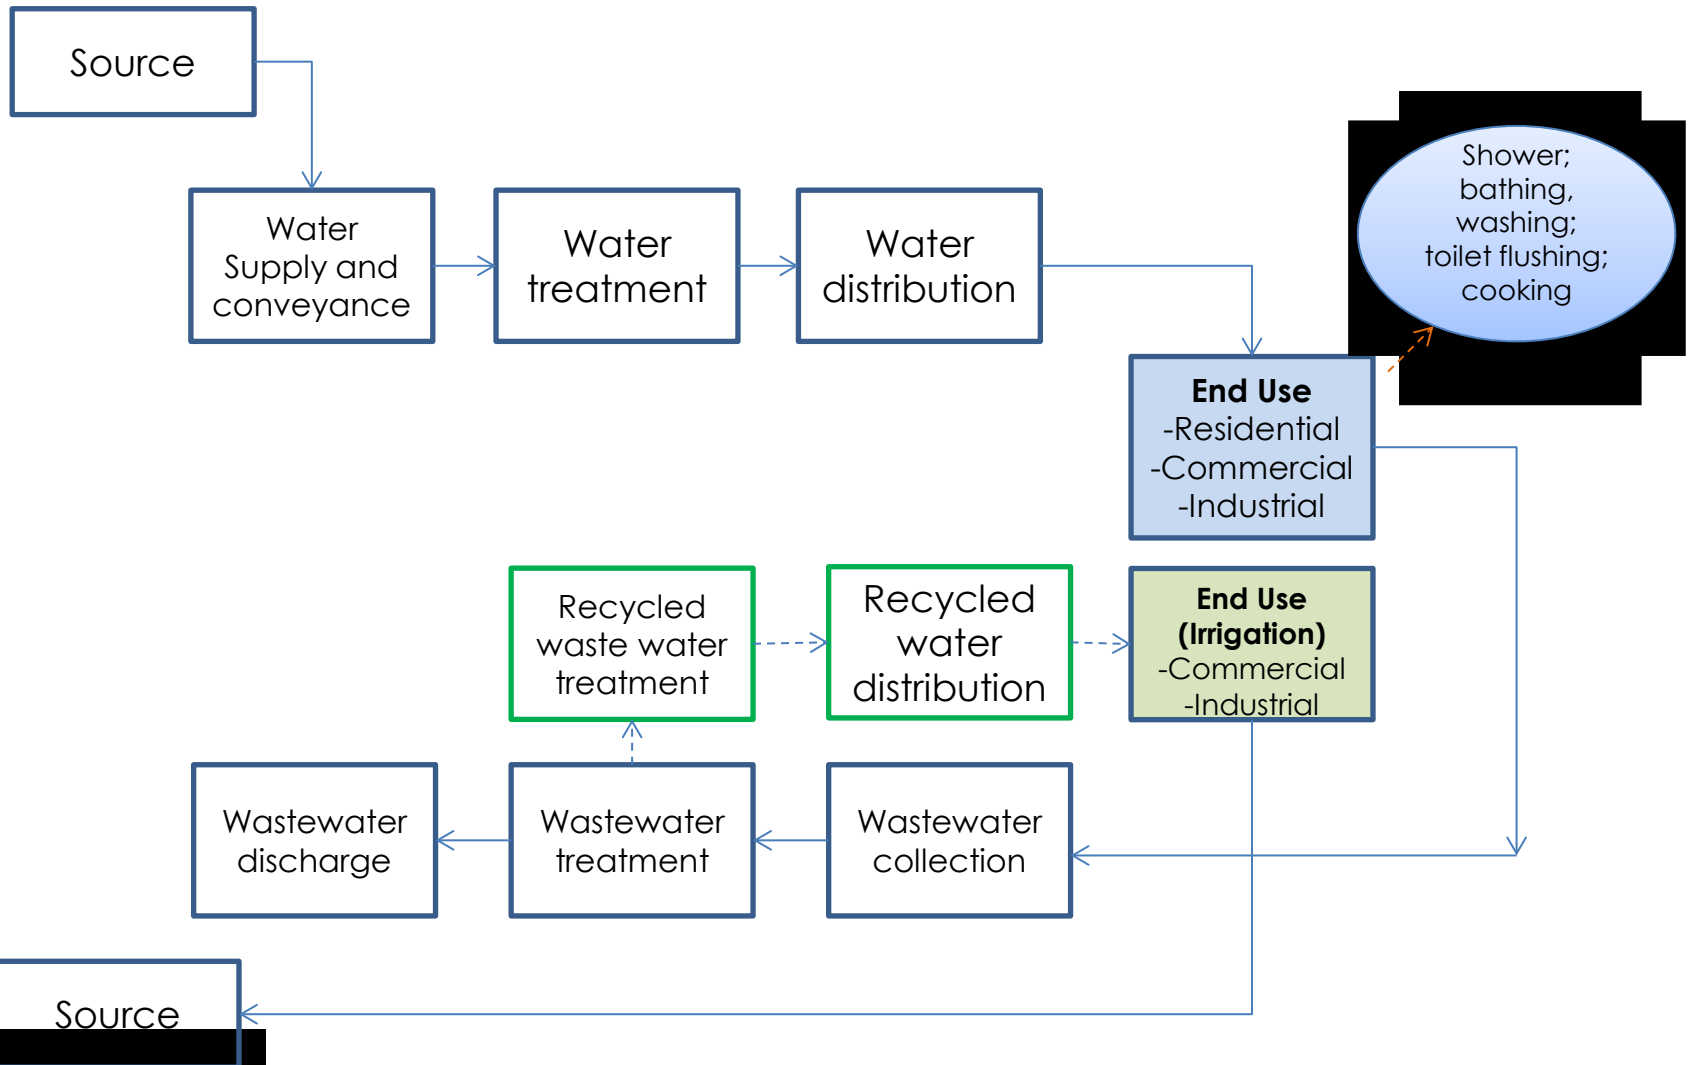 Source
Shower;
bathing,
washing;
toilet flushing;
cooking
Water
Supply and
conveyance
Water
treatment
Water
distribution
End Use
-Residential
-Commercial
-Industrial
Recycled
waste water
treatment
Recycled
water
distribution
End Use
(Irrigation)
-Commercial
-Industrial
Wastewater
discharge
Wastewater
treatment
Wastewater
collection
Source